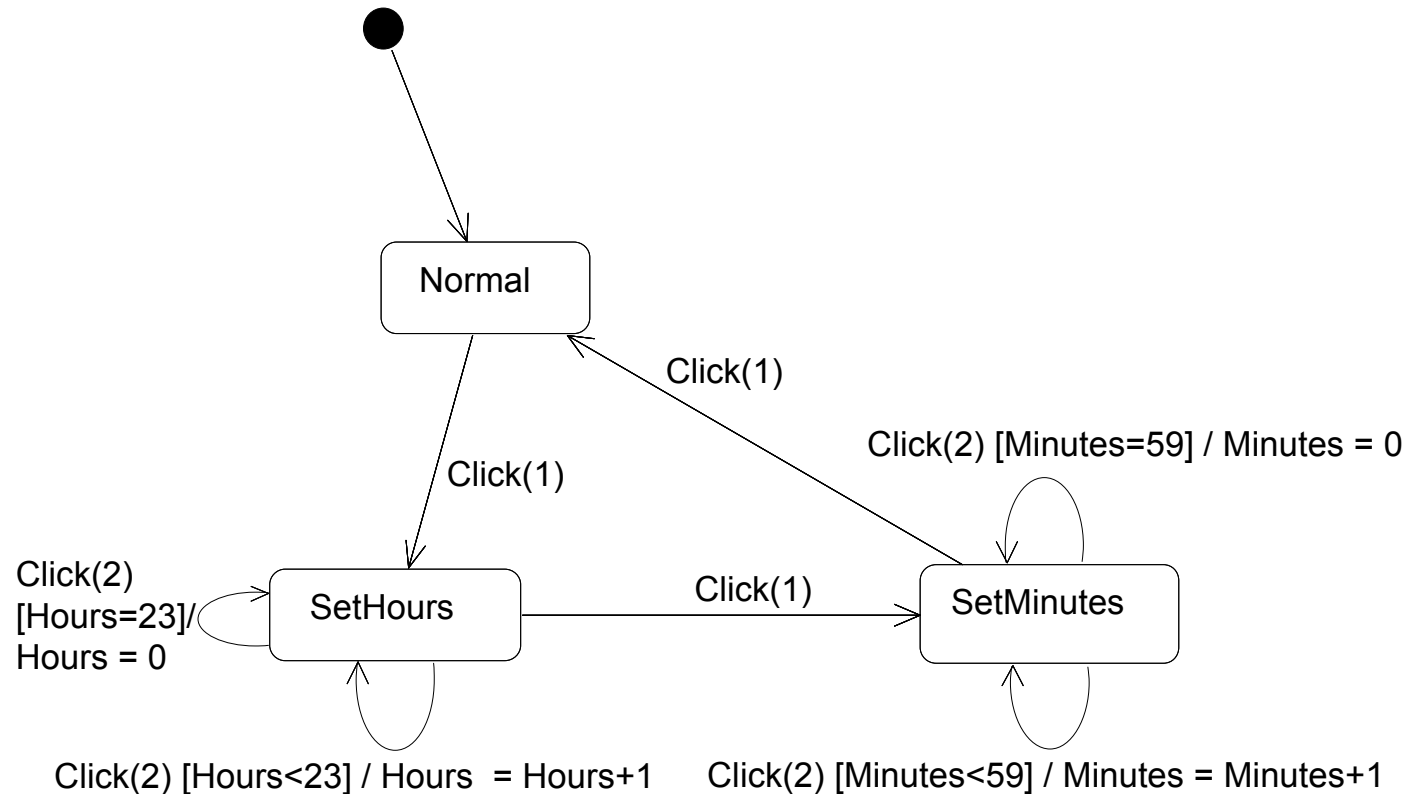 Normal
Click(1)
Click(2) [Minutes=59] / Minutes = 0
Click(1)
Click(2)
[Hours=23]/
Hours = 0
SetHours
Click(1)
SetMinutes
Click(2) [Hours<23] / Hours  = Hours+1
Click(2) [Minutes<59] / Minutes = Minutes+1